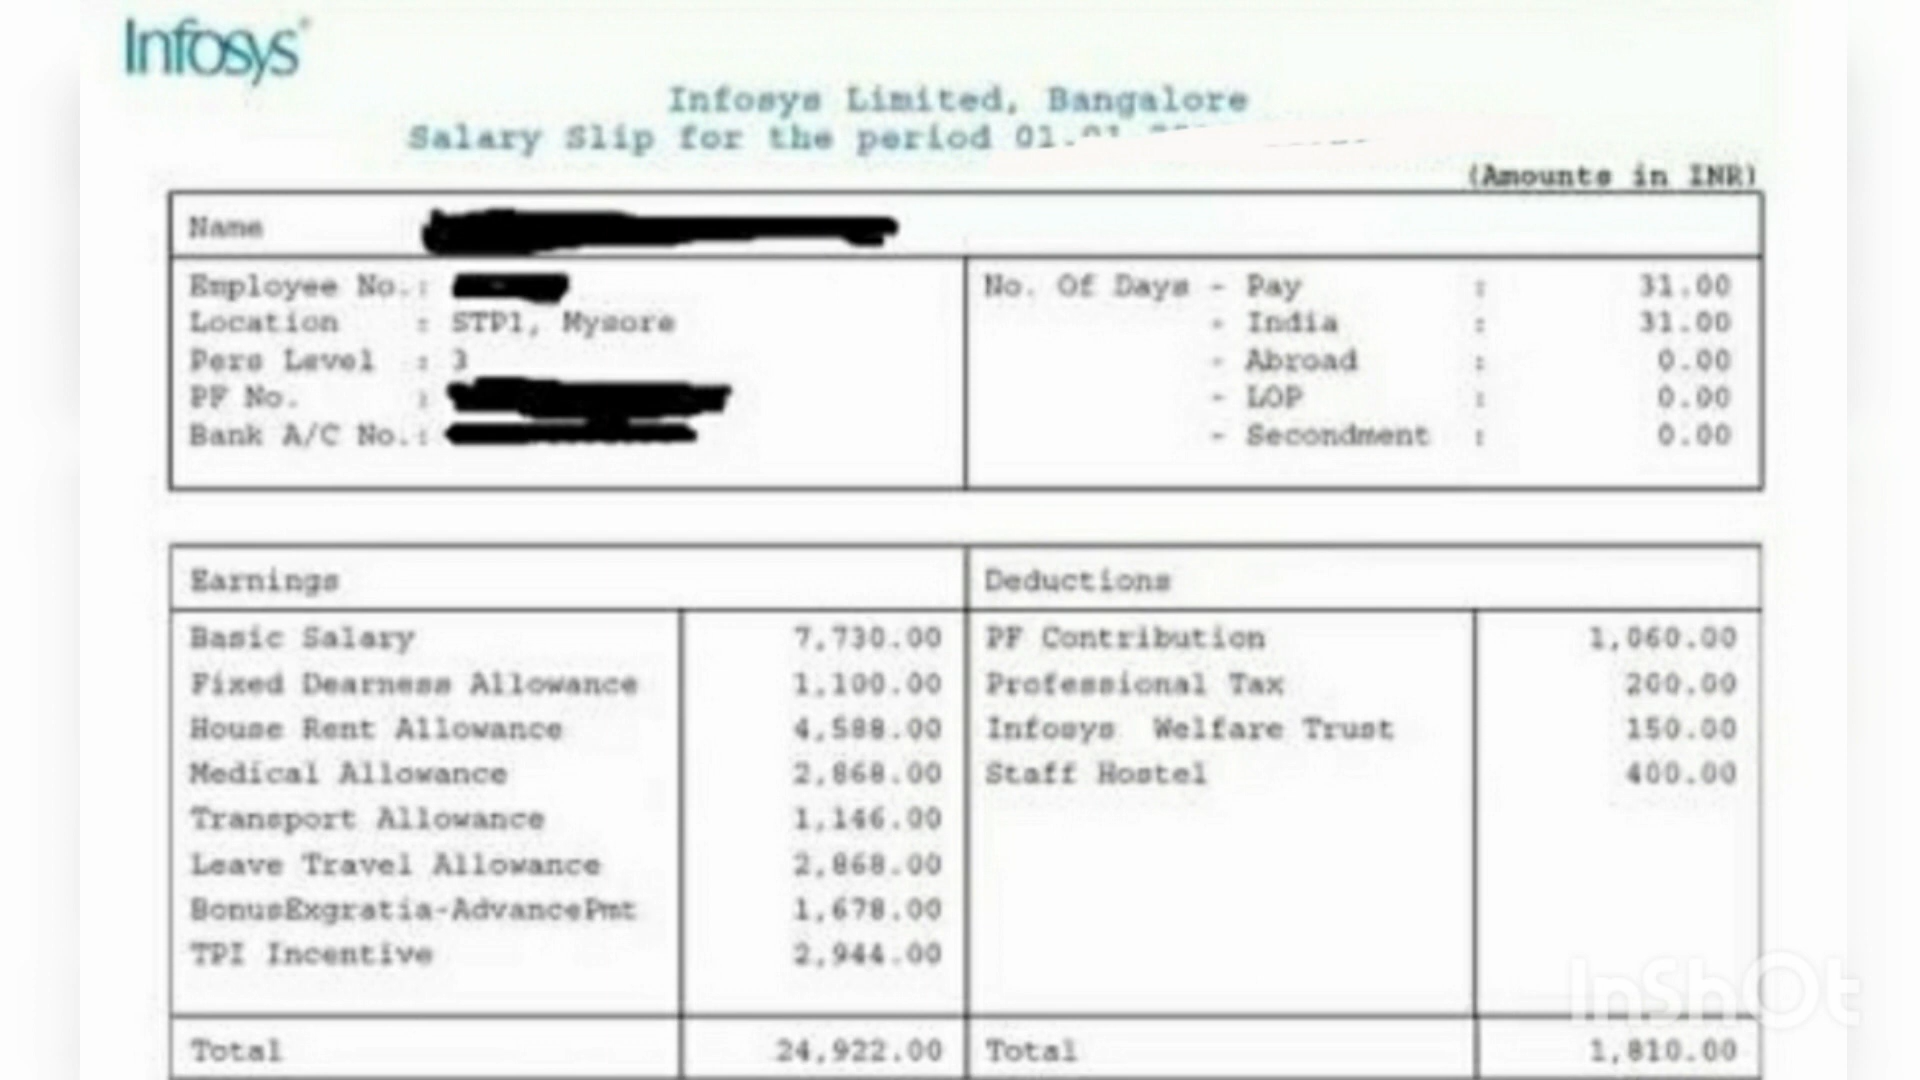 Infosys
Infosys Limited, Bangalore
Salary Slip for the period 01.01
(Amounts in INR)
Name
Employee No.:
Location : STP1, Mysore
Pers Level : 3
PF No. :
Bank A/C No.:
No. Of Days - Pay : 31.00
- India : 31.00
- Abroad : 0.00
- LOP : 0.00
- Secondment : 0.00
Earnings Deductions
Basic Salary 7,730.00 PF Contribution 1,060.00
Fixed Dearness Allowance 1,100.00 Professional Tax 200.00
House Rent Allowance 4,588.00 Infosys Welfare Trust 150.00
Medical Allowance 2,868.00 Staff Hostel 400.00
Transport Allowance 1,146.00
Leave Travel Allowance 2,868.00
BonusExgratia-AdvancePmt 1,678.00
TPI Incentive 2,944.00
Total 24,922.00 Total 1,810.00
InShOt